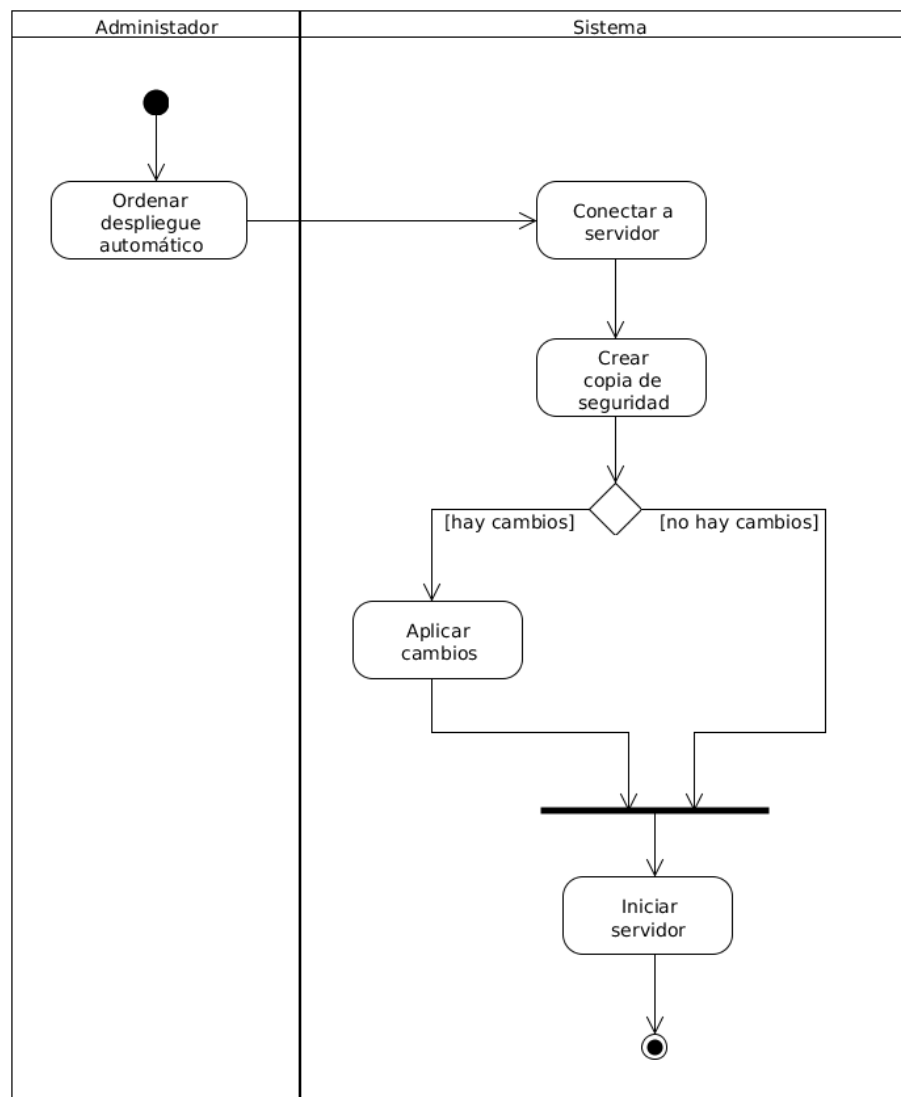 Administador
Sistema
Ordenar
despliegue
automático
Conectar a
servidor
Crear
copia de
seguridad
[hay cambios]
[no hay cambios]
Aplicar
cambios
Iniciar
servidor